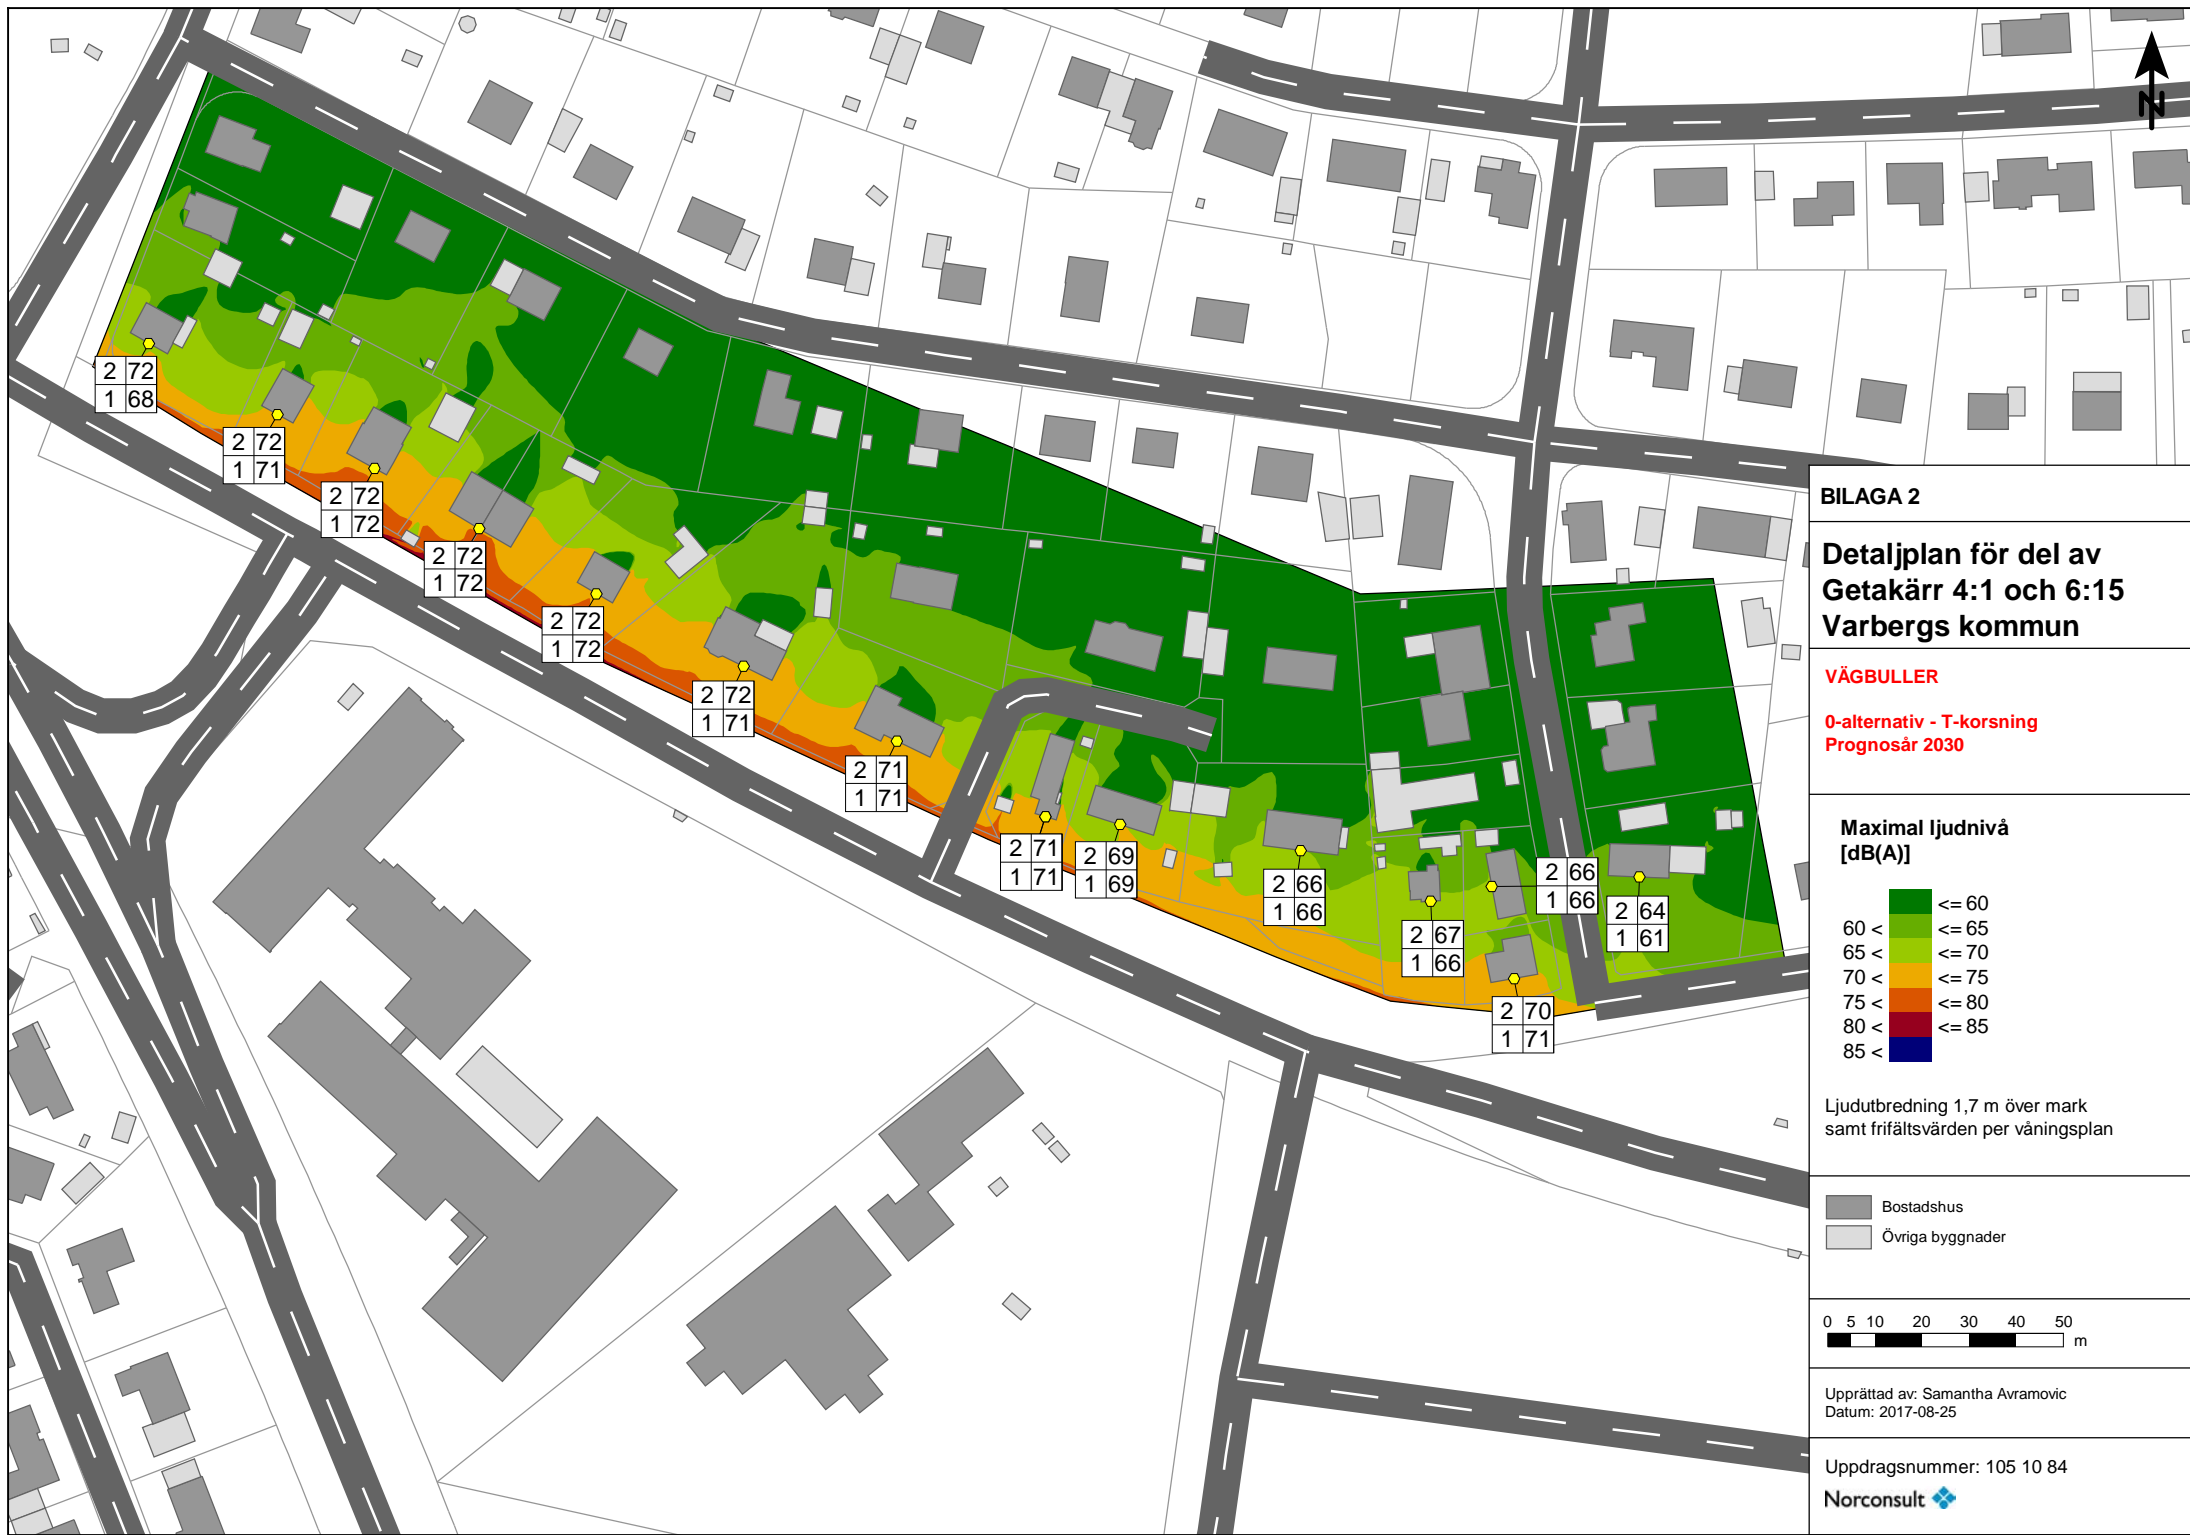 N
2 72
1 68
2 72
1 71
2 72
1 72
2 72
1 72
2 72
1 72
2 72
1 71
2 71
1 71
2 71
1 71
2 69
1 69
2 66
1 66
2 67
1 66
2 66
1 66
2 64
1 61
2 70
1 71
BILAGA 2
Detaljplan för del av
Getakärr 4:1 och 6:15
Varbergs kommun
VÄGBULLER
0-alternativ - T-korsning
Prognosår 2030
Maximal ljudnivå
[dB(A)]
<= 60
60 < <= 65
65 < <= 70
70 < <= 75
75 < <= 80
80 < <= 85
85 <
Ljudutbredning 1,7 m över mark
samt frifältsvärden per våningsplan
Bostadshus
Övriga byggnader
0 5 10 20 30 40 50
m
Upprättad av: Samantha Avramovic
Datum: 2017-08-25
Uppdragsnummer: 105 10 84
Norconsult